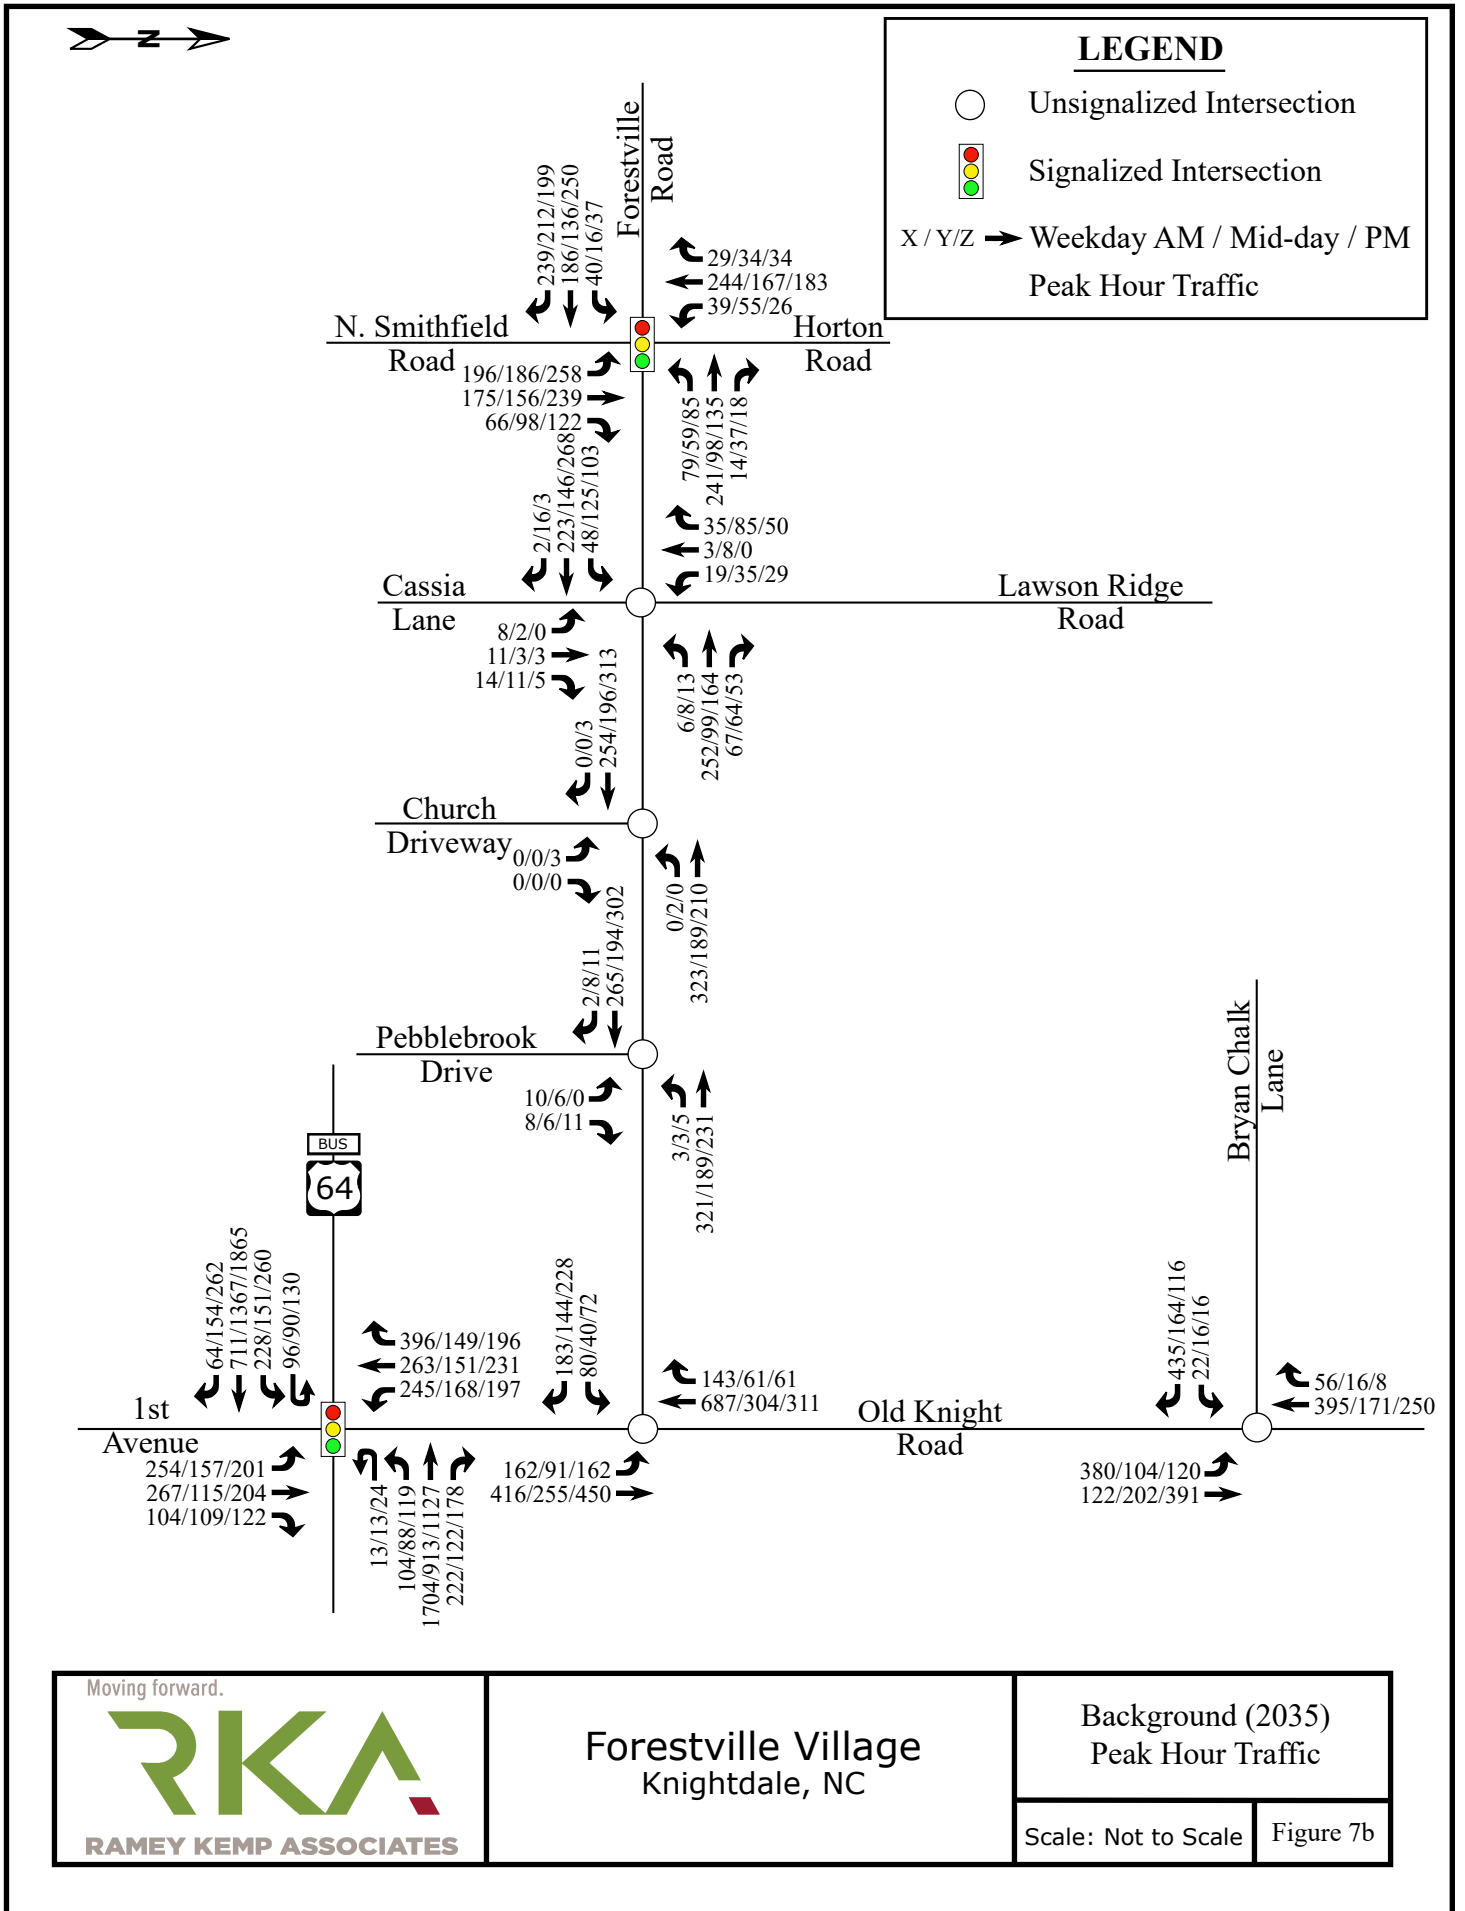 N
LEGEND
Unsignalized Intersection
Signalized Intersection
X / Y/Z Weekday AM / Mid-day / PM
Peak Hour Traffic
Forestville
Road
239/212/199
186/136/250
40/16/37
29/34/34
244/167/183
39/55/26
N. Smithfield
Road
Horton
Road
196/186/258
175/156/239
66/98/122
79/59/85
241/98/135
14/37/18
2/16/3
223/146/268
48/125/103
35/85/50
3/8/0
19/35/29
Cassia
Lane
Lawson Ridge
Road
8/2/0
11/3/3
14/11/5
6/8/13
252/99/164
67/64/53
0/0/3
254/196/313
Church
Driveway
0/0/3
0/0/0
0/2/0
323/189/210
2/8/11
265/194/302
Pebblebrook
Drive
10/6/0
8/6/11
3/3/5
321/189/231
Bryan Chalk
Lane
BUS
64
64/154/262
711/1367/1865
228/151/260
96/90/130
396/149/196
263/151/231
245/168/197
183/144/228
80/40/72
143/61/61
687/304/311
435/164/116
22/16/16
56/16/8
395/171/250
1st
Avenue
Old Knight
Road
254/157/201
267/115/204
104/109/122
13/13/24
104/88/119
1704/913/1127
222/122/178
162/91/162
416/255/450
380/104/120
122/202/391
Moving forward.
RKA
RAMEY KEMP ASSOCIATES
Forestville Village
Knightdale, NC
Background (2035)
Peak Hour Traffic
Scale: Not to Scale
Figure 7b